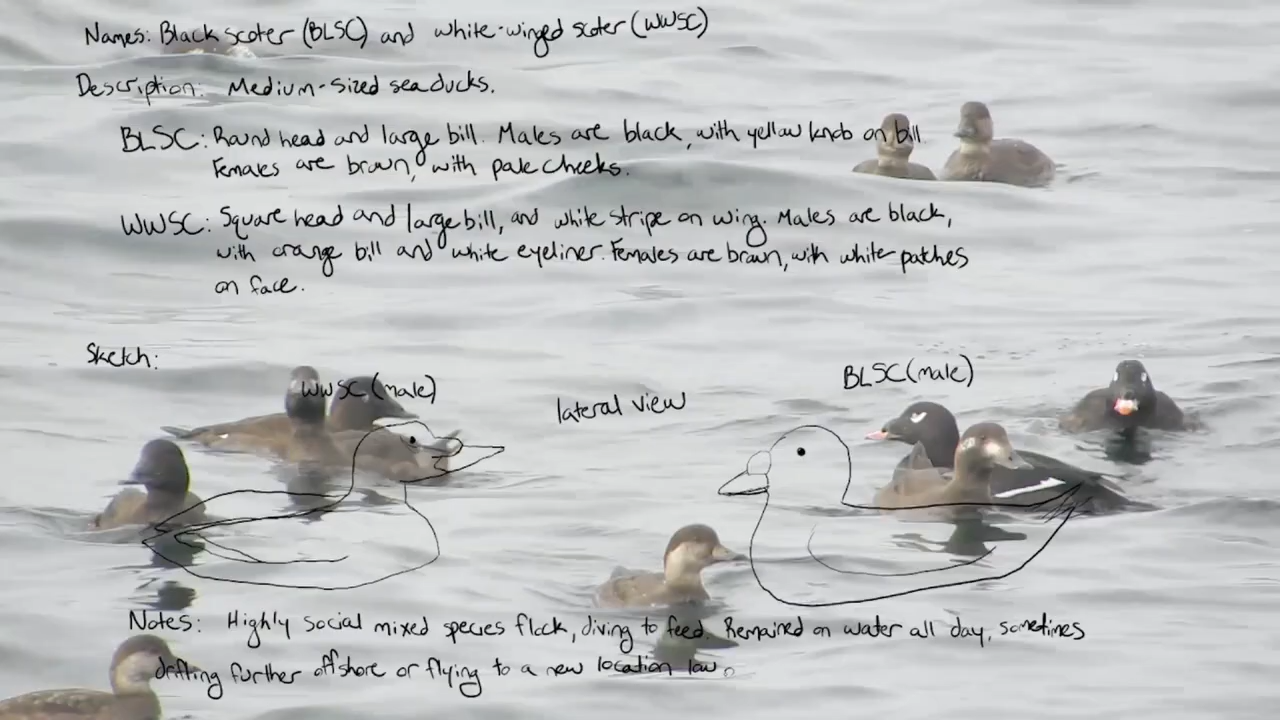 Names: Black scoter (BLSC) and white-winged scoter (WWSC)
Description: Medium-sized sea ducks.
BLSC: Round head and large bill. Males are black, with yellow knob on bill.
Females are brown, with pale cheeks.
WWSC: Square head and large bill, and white stripe on wing. Males are black,
with orange bill and white eyeliner. Females are brown, with white patches
on face.
Sketch:
WWSC (male)
lateral view
BLSC (male)
Notes: Highly social mixed species flock, diving to feed. Remained on water all day, sometimes
drifting further offshore or flying to a new location